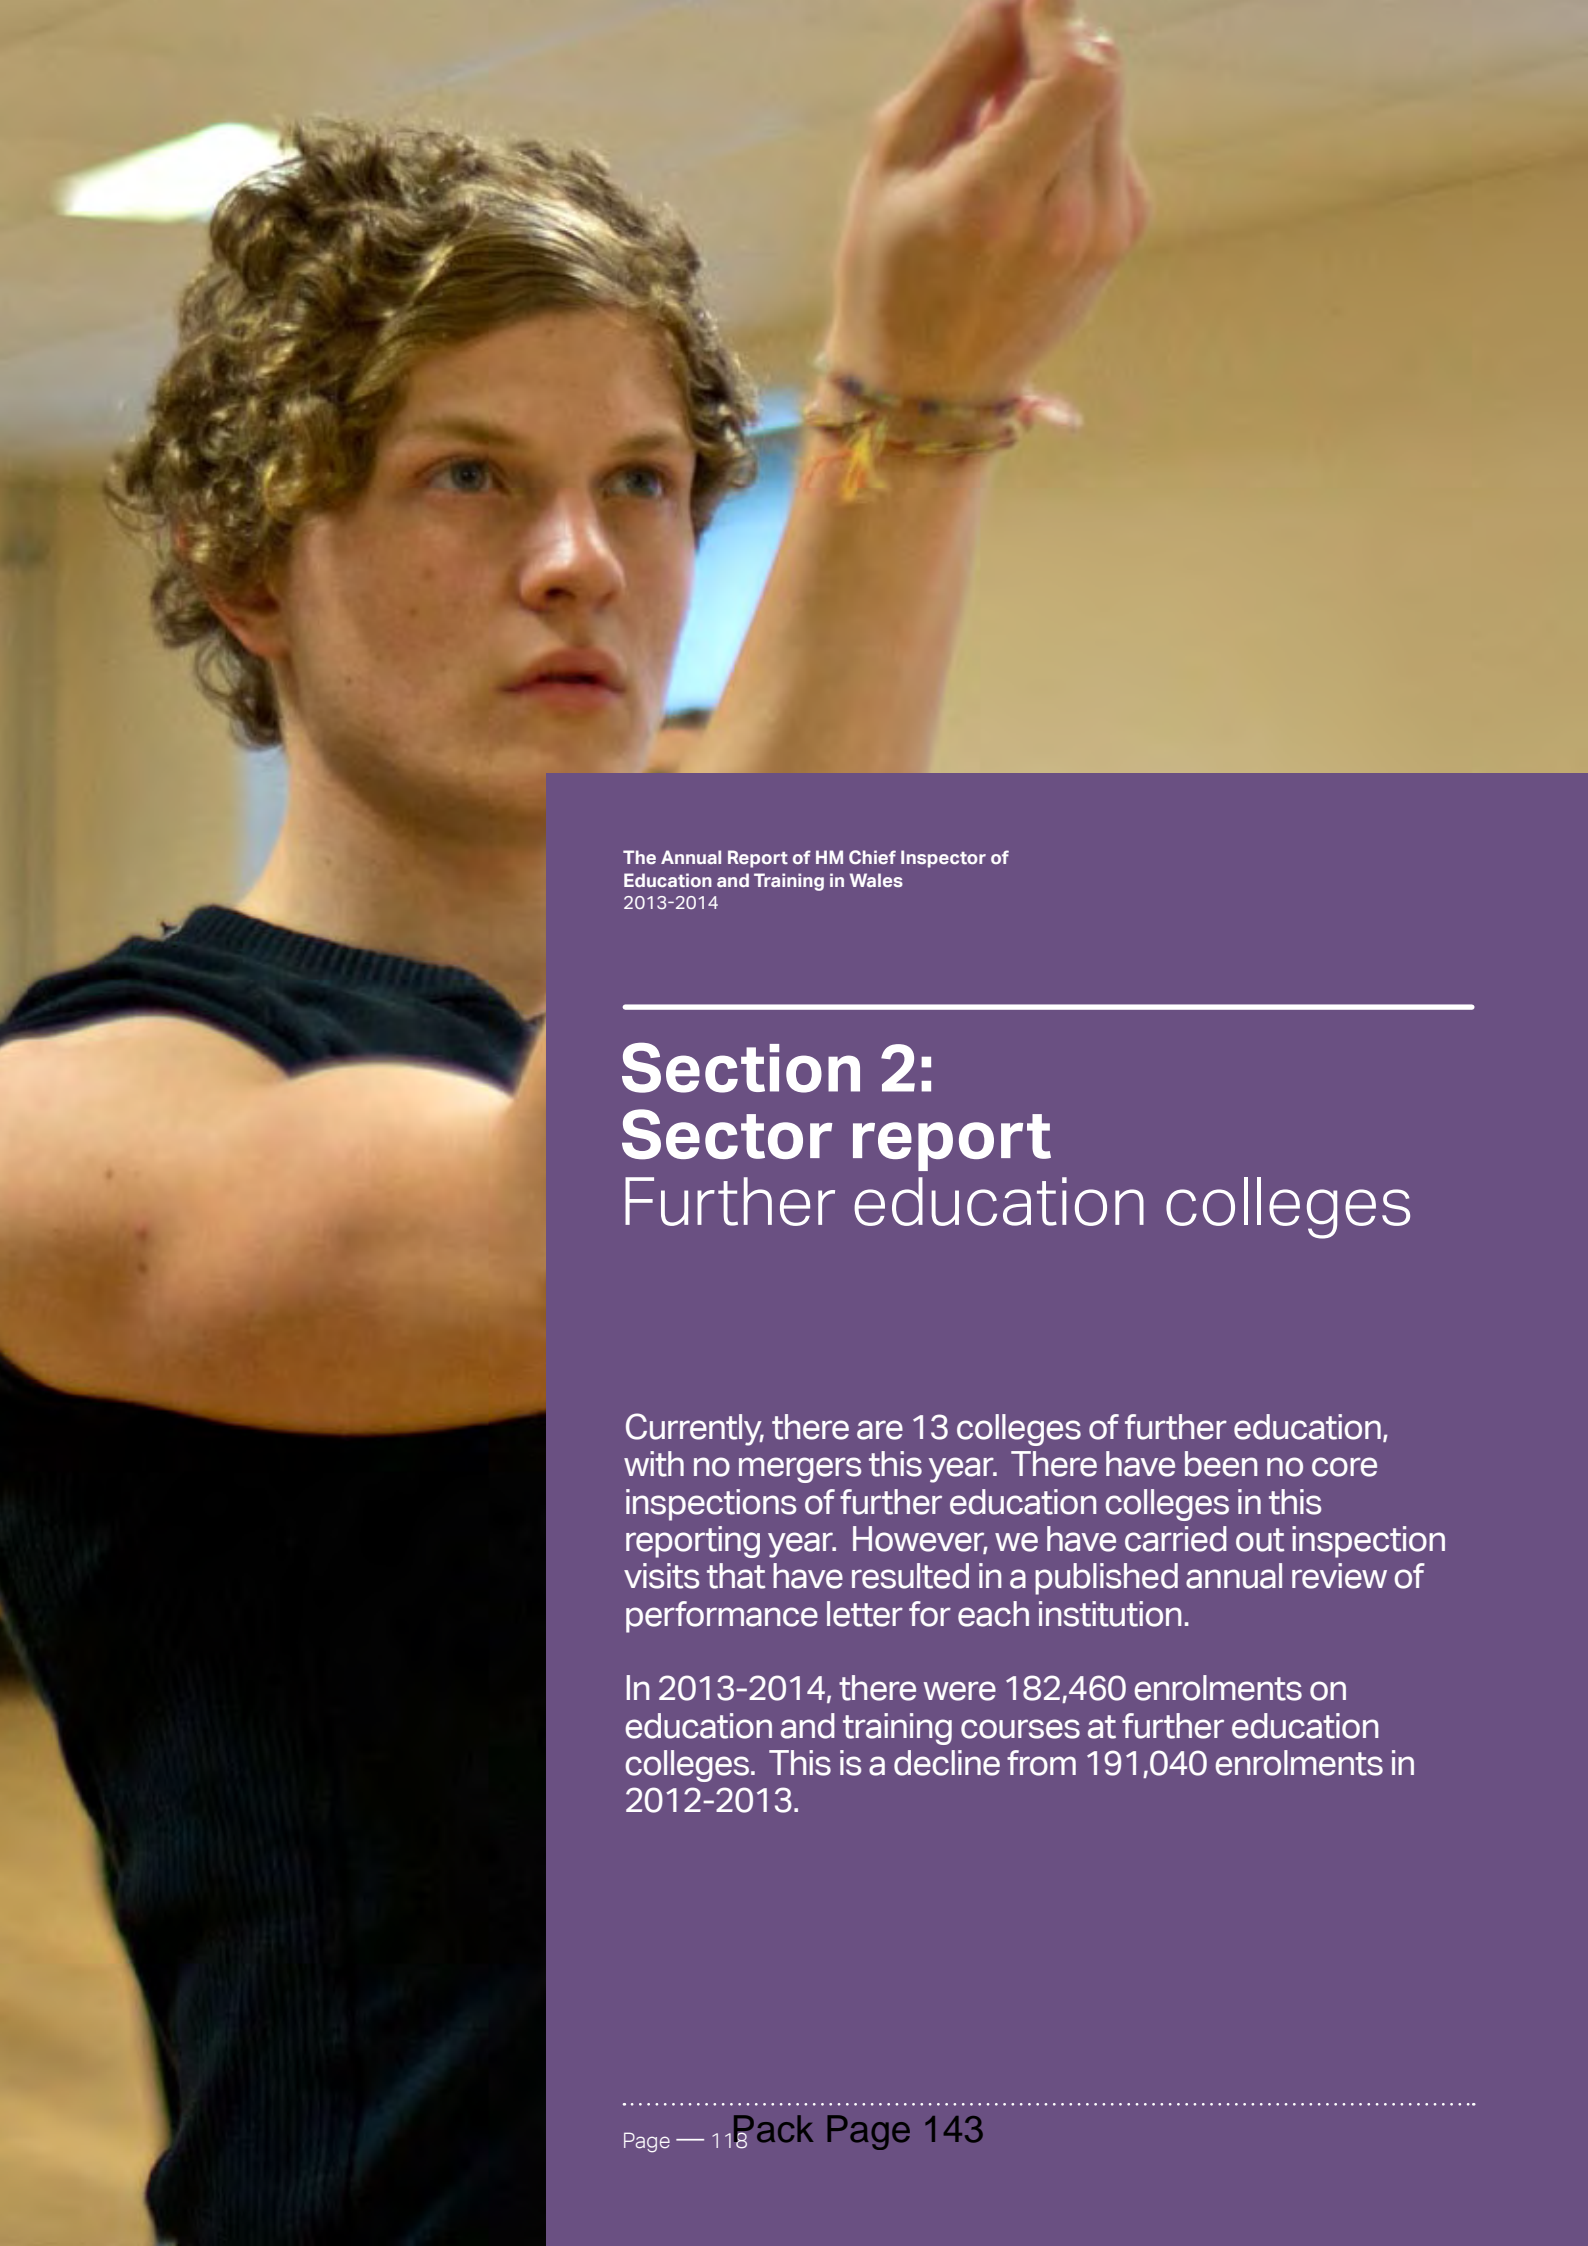 The Annual Report of HM Chief Inspector of
Education and Training in Wales
2013-2014
Section 2:
Sector report
Further education colleges
Currently, there are 13 colleges of further education,
with no mergers this year.  There have been no core
inspections of further education colleges in this
reporting year.  However, we have carried out inspection
visits that have resulted in a published annual review of
performance letter for each institution.
In 2013-2014, there were 182,460 enrolments on
education and training courses at further education
colleges.  This is a decline from 191,040 enrolments in
2012-2013.
Page — 118
Pack Page 143